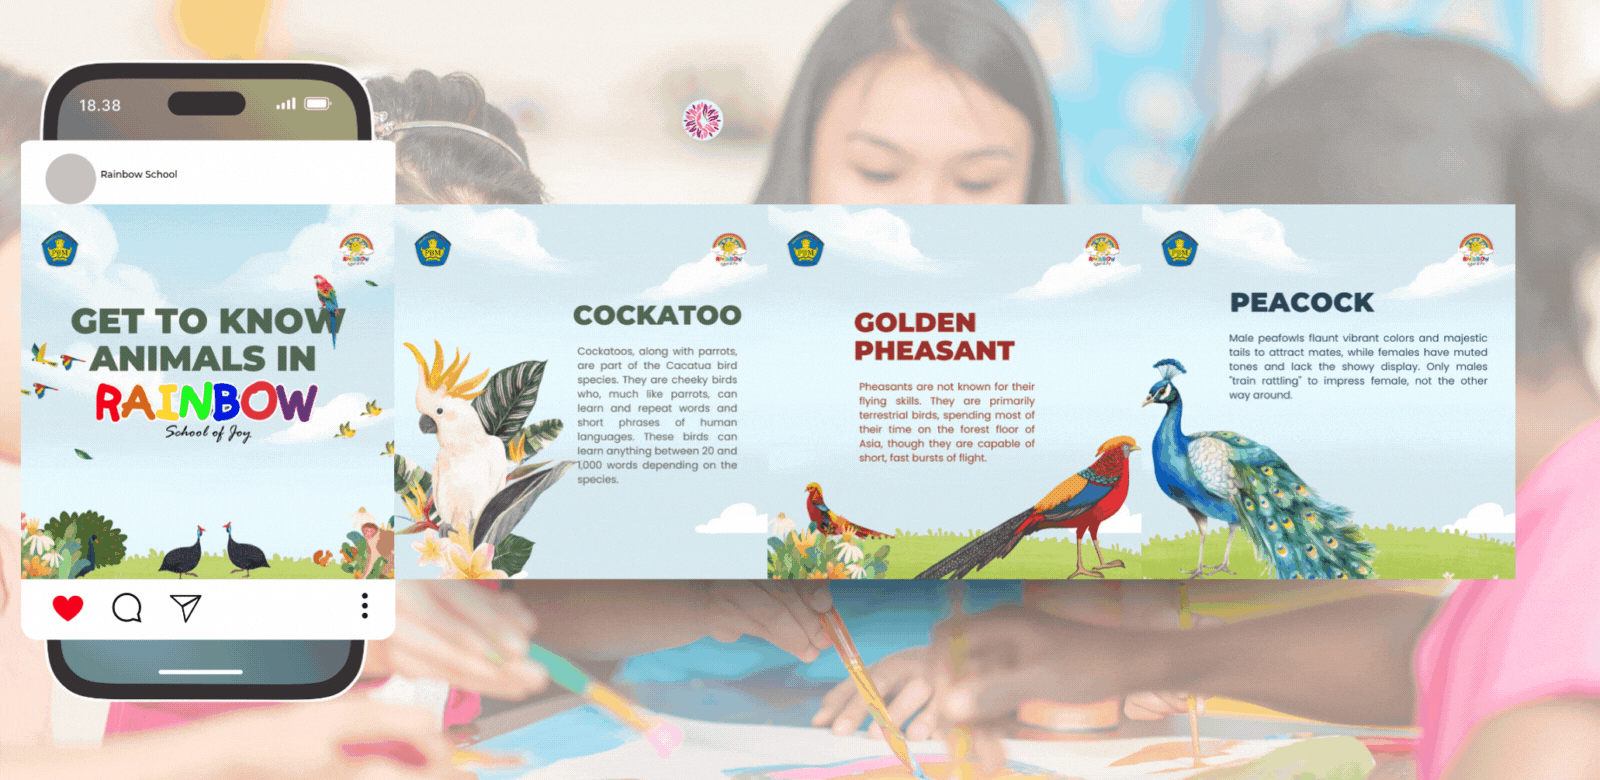 18.38
Rainbow School
GET TO KNOW
ANIMALS IN
RAINBOW
School of Joy
COCKATOO
Cockatoos, along with parrots,
are part of the Cacatua bird
species. They are cheeky birds
who, much like parrots, can
learn and repeat words and
short phrases of human
languages. These birds can
learn anything between 20 and
1,000 words depending on the
species.
GOLDEN
PHEASANT
Pheasants are not known for their
flying skills. They are primarily
terrestrial birds, spending most of
their time on the forest floor of
Asia, though they are capable of
short, fast bursts of flight.
PEACOCK
Male peafowls flaunt vibrant colors and majestic
tails to attract mates, while females have muted
tones and lack the showy display. Only males
"train rattling" to impress female, not the other
way around.